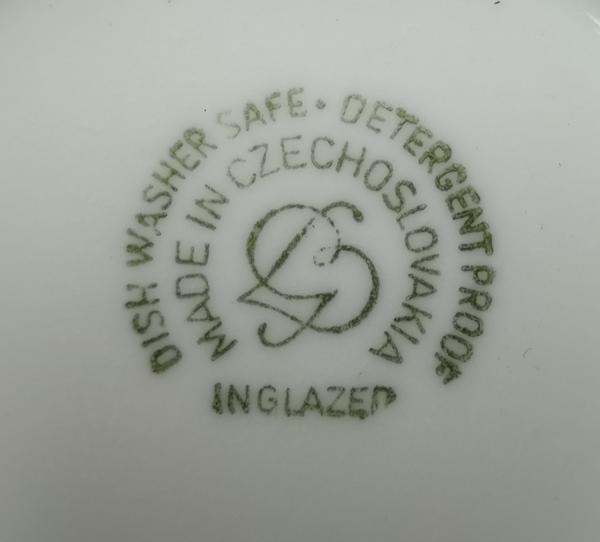 DISH WASHER SAFE • DETERGENT PROOF
MADE IN CZECHOSLOVAKIA
INGLAZED